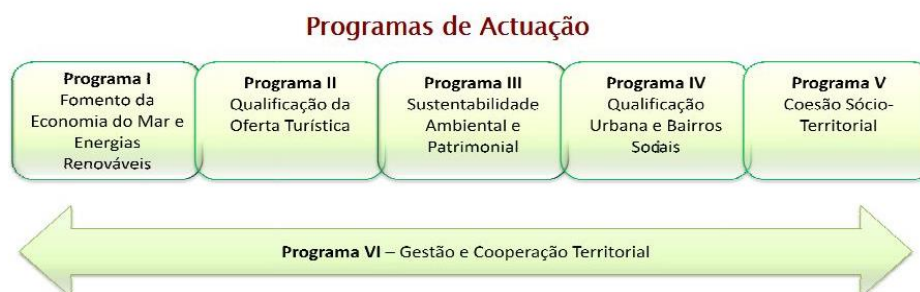 Programas de Actuação
Programa I
Fomento da
Economia do Mar e
Energias
Renováveis
Programa II
Qualificação da
Oferta Turística
Programa III
Sustentabilidade
Ambiental e
Patrimonial
Programa IV
Qualificação
Urbana e Bairros
Sociais
Programa V
Coesão Sócio-
Territorial
Programa VI – Gestão e Cooperação Territorial